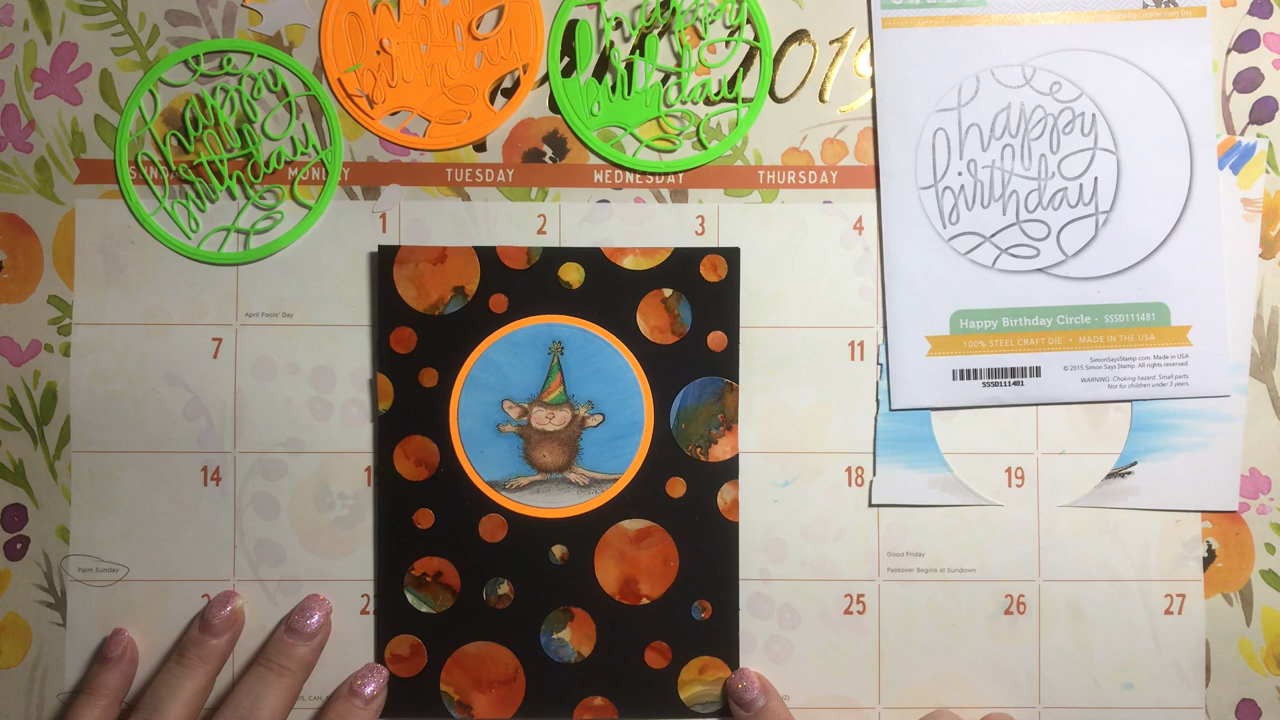 happy
birthday
happy
birthday
happy
birthday
2019
SUNDAY MONDAY TUESDAY WEDNESDAY THURSDAY
1 2 3 4
April Fools' Day
7 11
14 18 19
Good Friday
Passover Begins at Sundown
Palm Sunday
25 26 27
happy
birthday
Happy Birthday Circle • SSSD111481
100% STEEL CRAFT DIE • MADE IN THE USA
SimonSaysStamp.com. Made in USA
© 2015 Simon Says Stamp. All rights reserved.
SSSD111481
WARNING: Choking hazard. Small parts.
Not for children under 3 years.